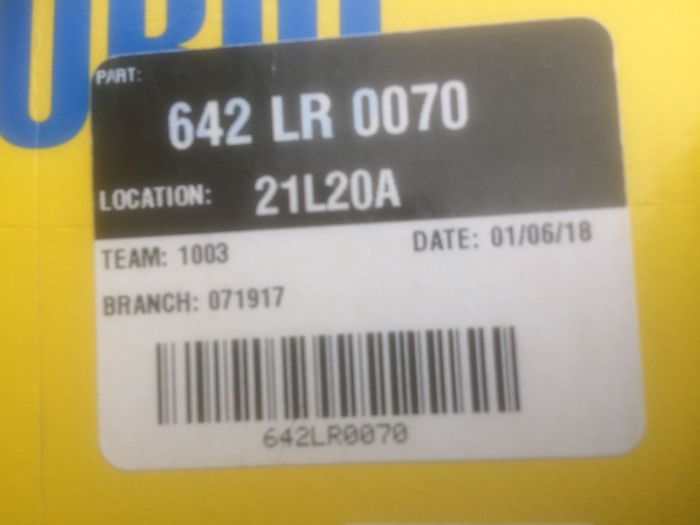 PART:
642 LR 0070
LOCATION: 21L20A
TEAM: 1003
DATE: 01/06/18
BRANCH: 071917
642LR0070